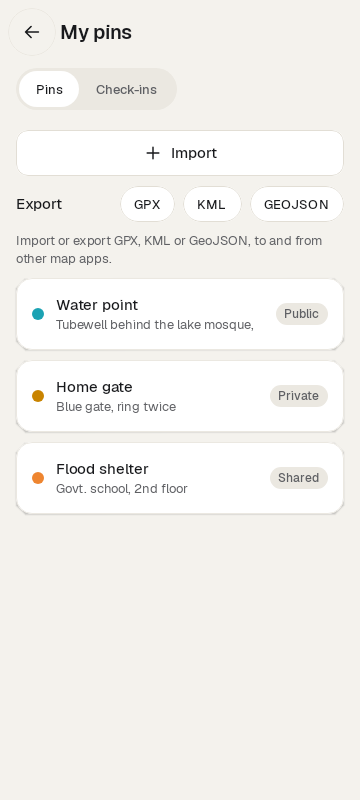 My pins
Pins
Check-ins
Import
Export
GPX
KML
GEOJSON
Import or export GPX, KML or GeoJSON, to and from
other map apps.
Water point
Tubewell behind the lake mosque,
Public
Home gate
Blue gate, ring twice
Private
Flood shelter
Govt. school, 2nd floor
Shared